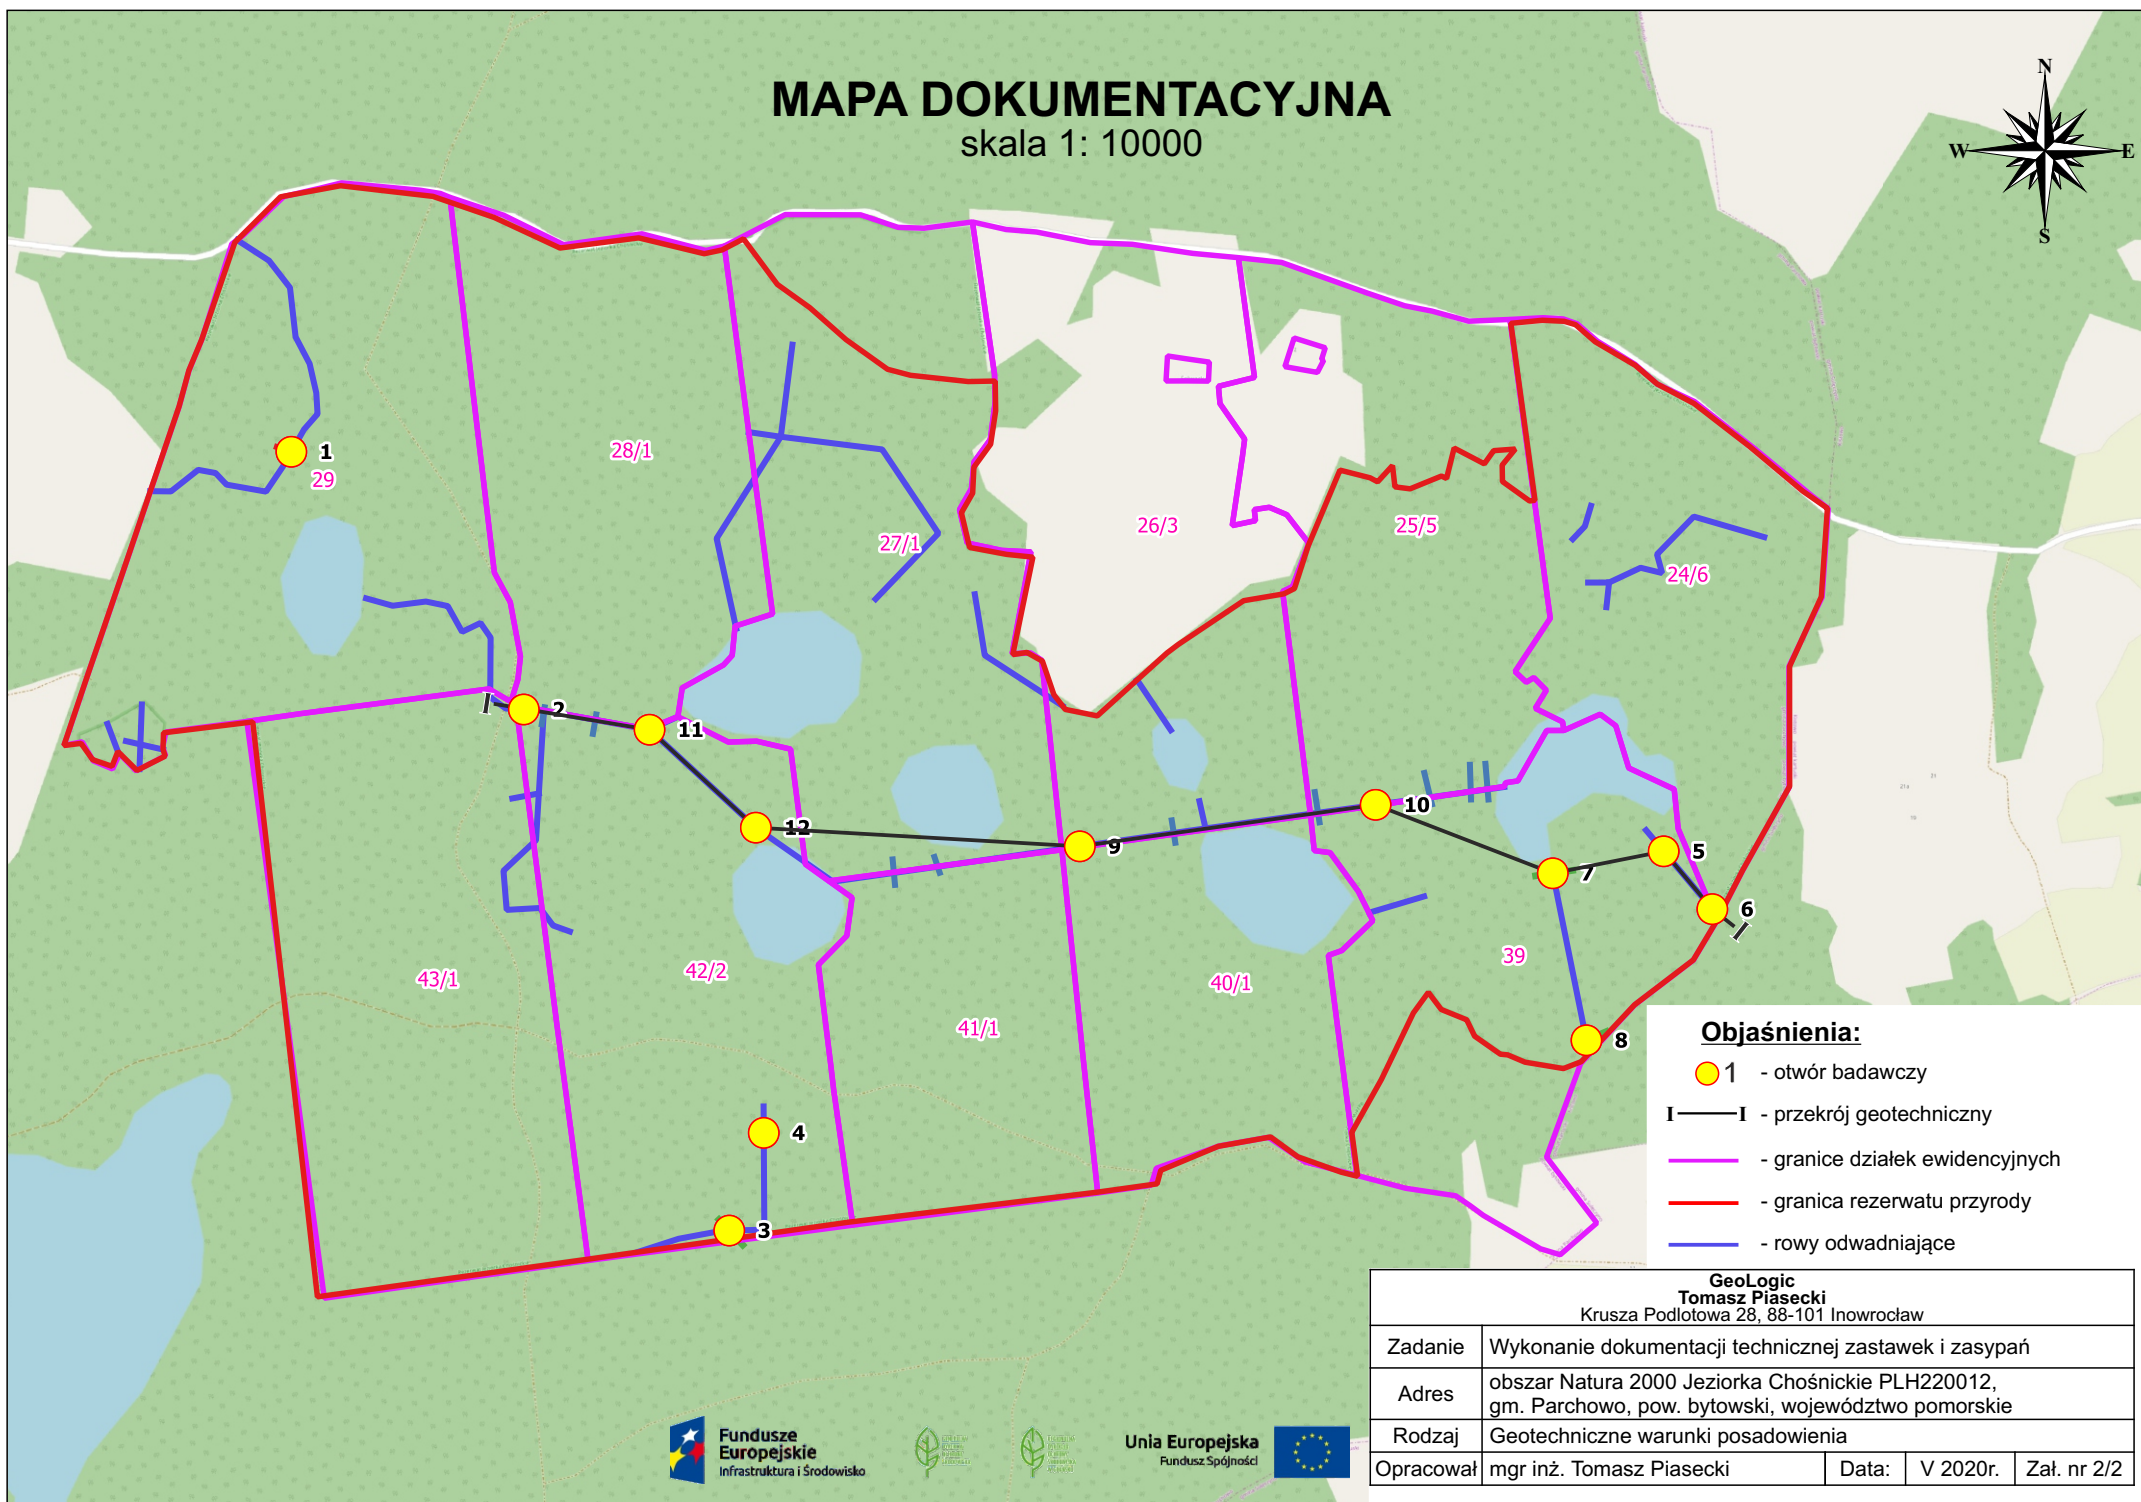 MAPA DOKUMENTACYJNA
skala 1: 10000
N
W
E
S
1
29
28/1
27/1
26/3
25/5
24/6
I
2
11
12
9
10
7
5
6
I
43/1
42/2
41/1
40/1
39
8
4
3
Objaśnienia:
1 - otwór badawczy
I I - przekrój geotechniczny
- granice działek ewidencyjnych
- granica rezerwatu przyrody
- rowy odwadniające
GeoLogic
Tomasz Piasecki
Krusza Podlotowa 28, 88-101 Inowrocław
Zadanie Wykonanie dokumentacji technicznej zastawek i zasypań
Adres obszar Natura 2000 Jeziorka Chośnickie PLH220012,
gm. Parchowo, pow. bytowski, województwo pomorskie
Rodzaj Geotechniczne warunki posadowienia
Opracował mgr inż. Tomasz Piasecki Data: V 2020r. Zał. nr 2/2
Fundusze
Europejskie
Infrastruktura i Środowisko
Unia Europejska
Fundusz Spójności